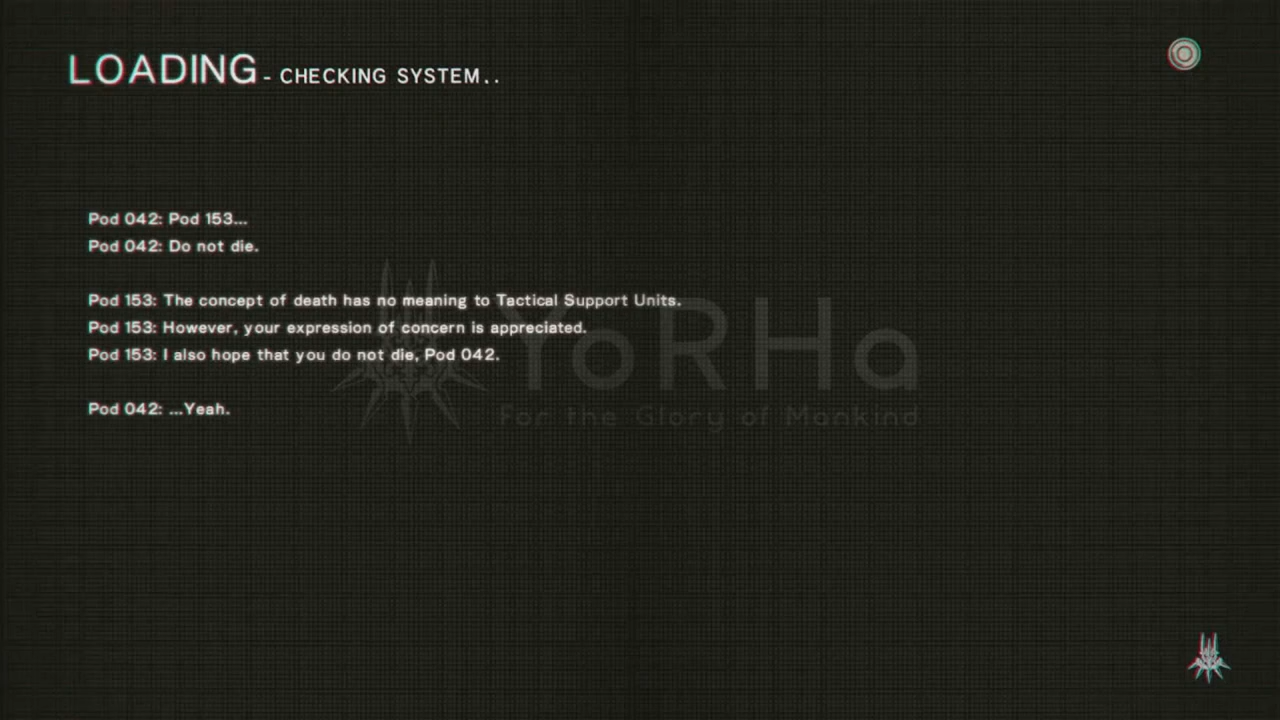 LOADING - CHECKING SYSTEM..
Pod 042: Pod 153...
Pod 042: Do not die.
Pod 153: The concept of death has no meaning to Tactical Support Units.
Pod 153: However, your expression of concern is appreciated.
Pod 153: I also hope that you do not die, Pod 042.
YoRHa
Pod 042: ...Yeah.
For the Glory of Mankind